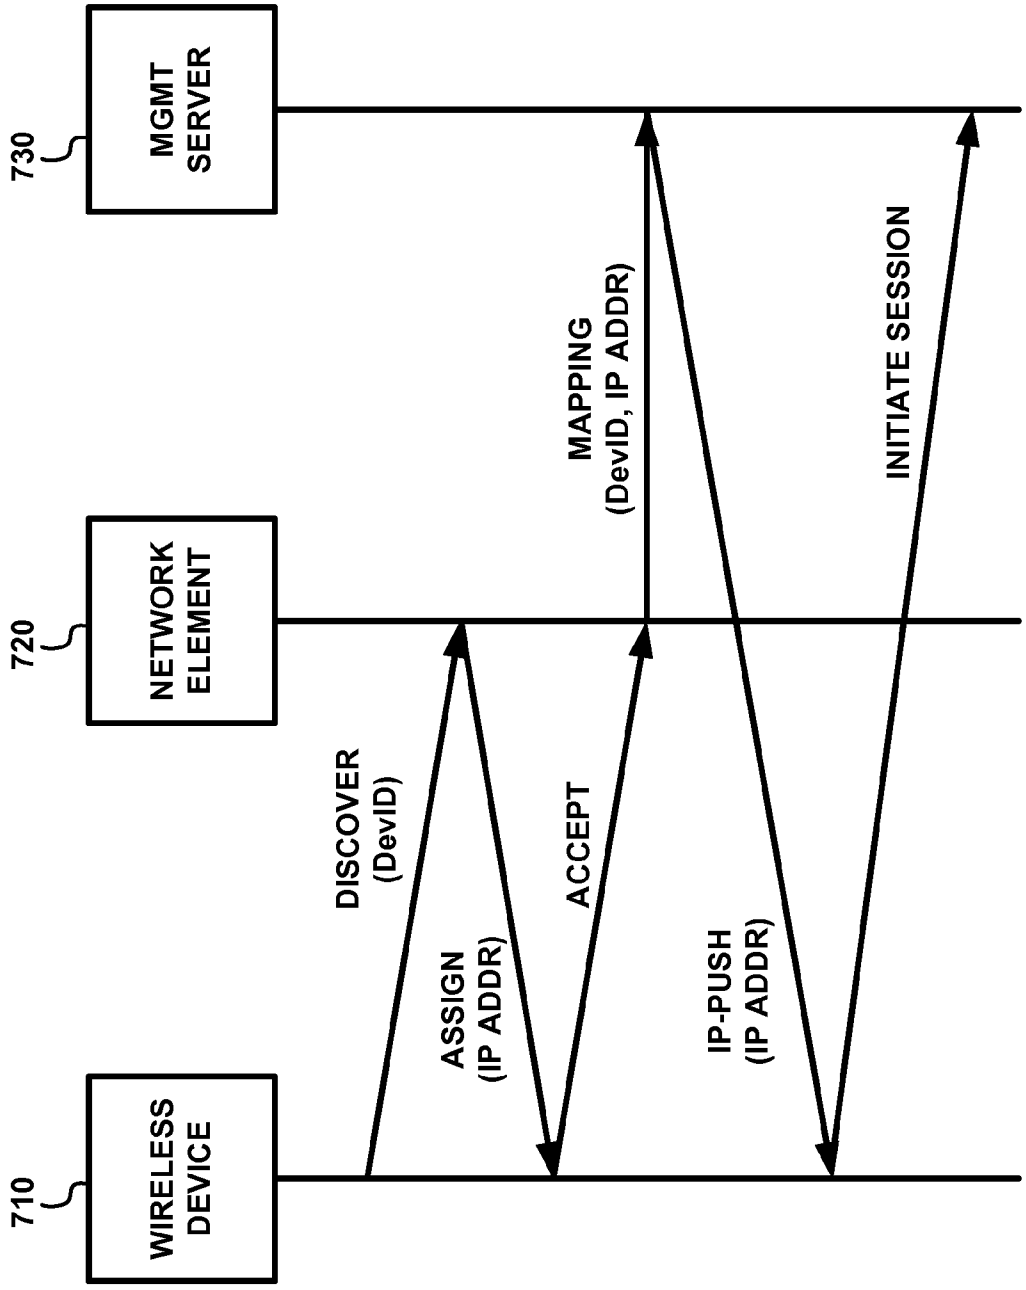 710
WIRELESS
DEVICE
720
NETWORK
ELEMENT
730
MGMT
SERVER
DISCOVER
(DevID)
ASSIGN
(IP ADDR)
ACCEPT
MAPPING
(DevID, IP ADDR)
IP-PUSH
(IP ADDR)
INITIATE SESSION